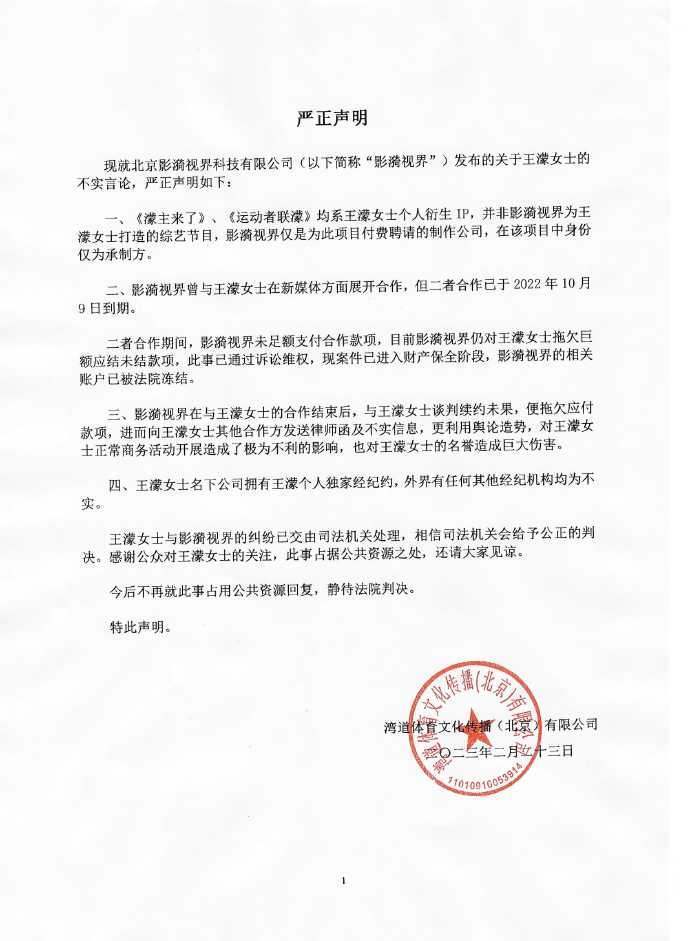 严正声明
现就北京影漪视界科技有限公司（以下简称“影漪视界”）发布的关于王濛女士的
不实言论，严正声明如下：
一、《濛主来了》、《运动者联濛》均系王濛女士个人衍生 IP，并非影漪视界为王
濛女士打造的综艺节目，影漪视界仅是为此项目付费聘请的制作公司，在该项目中身份
仅为承制方。
二、影漪视界曾与王濛女士在新媒体方面展开合作，但二者合作已于 2022 年 10 月
9 日到期。
二者合作期间，影漪视界未足额支付合作款项，目前影漪视界仍对王濛女士拖欠巨
额应结未结款项，此事已通过诉讼维权，现案件已进入财产保全阶段，影漪视界的相关
账户已被法院冻结。
三、影漪视界在与王濛女士的合作结束后，与王濛女士谈判续约未果，便拖欠应付
款项，进而向王濛女士其他合作方发送律师函及不实信息，更利用舆论造势，对王濛女
士正常商务活动开展造成了极为不利的影响，也对王濛女士的名誉造成巨大伤害。
四、王濛女士名下公司拥有王濛个人独家经纪约，外界有任何其他经纪机构均为不
实。
王濛女士与影漪视界的纠纷已交由司法机关处理，相信司法机关会给予公正的判
决。感谢公众对王濛女士的关注，此事占据公共资源之处，还请大家见谅。
今后不再就此事占用公共资源回复，静待法院判决。
特此声明。
湾道体育文化传播（北京）有限公司
二〇二三年二月二十三日
湾道体育文化传播(北京)有限公司
11010910053914
1